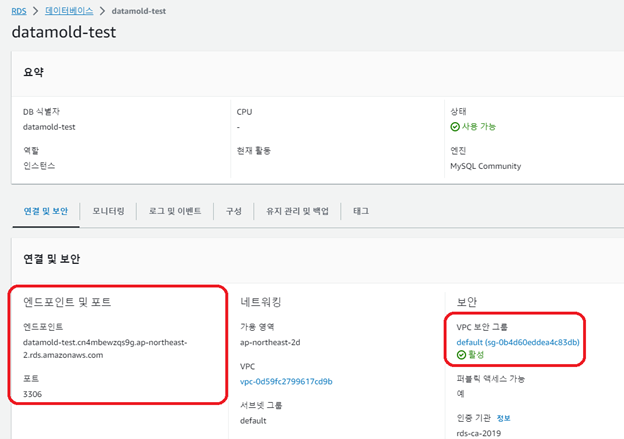 RDS > 데이터베이스 > datamold-test
datamold-test
요약
DB 식별자
datamold-test
CPU
-
상태
사용 가능
역할
인스턴스
현재 활동
엔진
MySQL Community
연결 및 보안 모니터링 로그 및 이벤트 구성 유지 관리 및 백업 태그
연결 및 보안
엔드포인트 및 포트
엔드포인트
datamold-test.cn4mbewzqs9g.ap-northeast-
2.rds.amazonaws.com
포트
3306
네트워킹
가용 영역
ap-northeast-2d
VPC
vpc-0d59fc2799617cd9b
서브넷 그룹
default
보안
VPC 보안 그룹
default (sg-0b4d60eddea4c83db)
활성
퍼블릭 액세스 가능
예
인증 기관 정보
rds-ca-2019